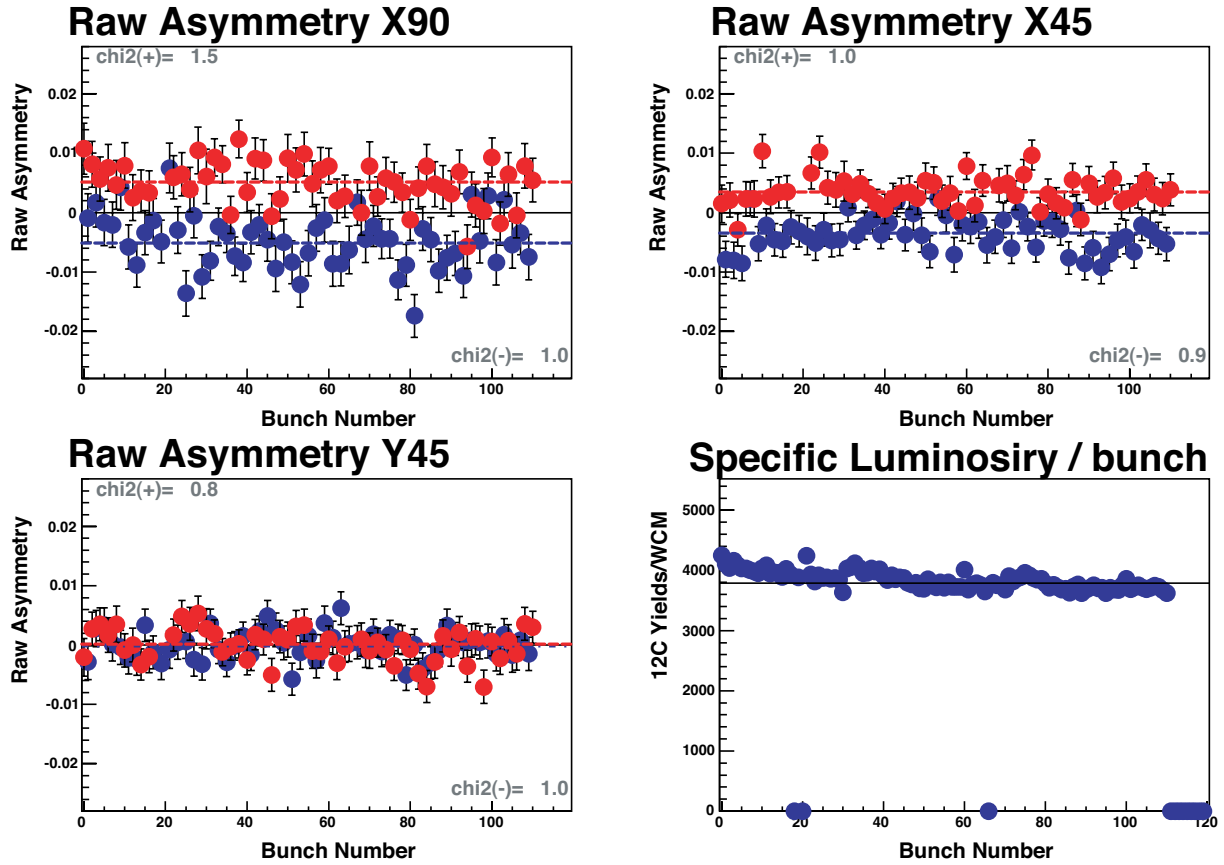 Raw Asymmetry X90
chi2(+)= 1.5
Raw Asymmetry
0.02
0.01
0
-0.01
-0.02
chi2(-)= 1.0
0 20 40 60 80 100
Bunch Number
Raw Asymmetry X45
chi2(+)= 1.0
Raw Asymmetry
0.02
0.01
0
-0.01
-0.02
chi2(-)= 0.9
0 20 40 60 80 100
Bunch Number
Raw Asymmetry Y45
chi2(+)= 0.8
Raw Asymmetry
0.02
0.01
0
-0.01
-0.02
chi2(-)= 1.0
0 20 40 60 80 100
Bunch Number
Specific Luminosiry / bunch
12C Yields/WCM
5000
4000
3000
2000
1000
0
0 20 40 60 80 100 120
Bunch Number